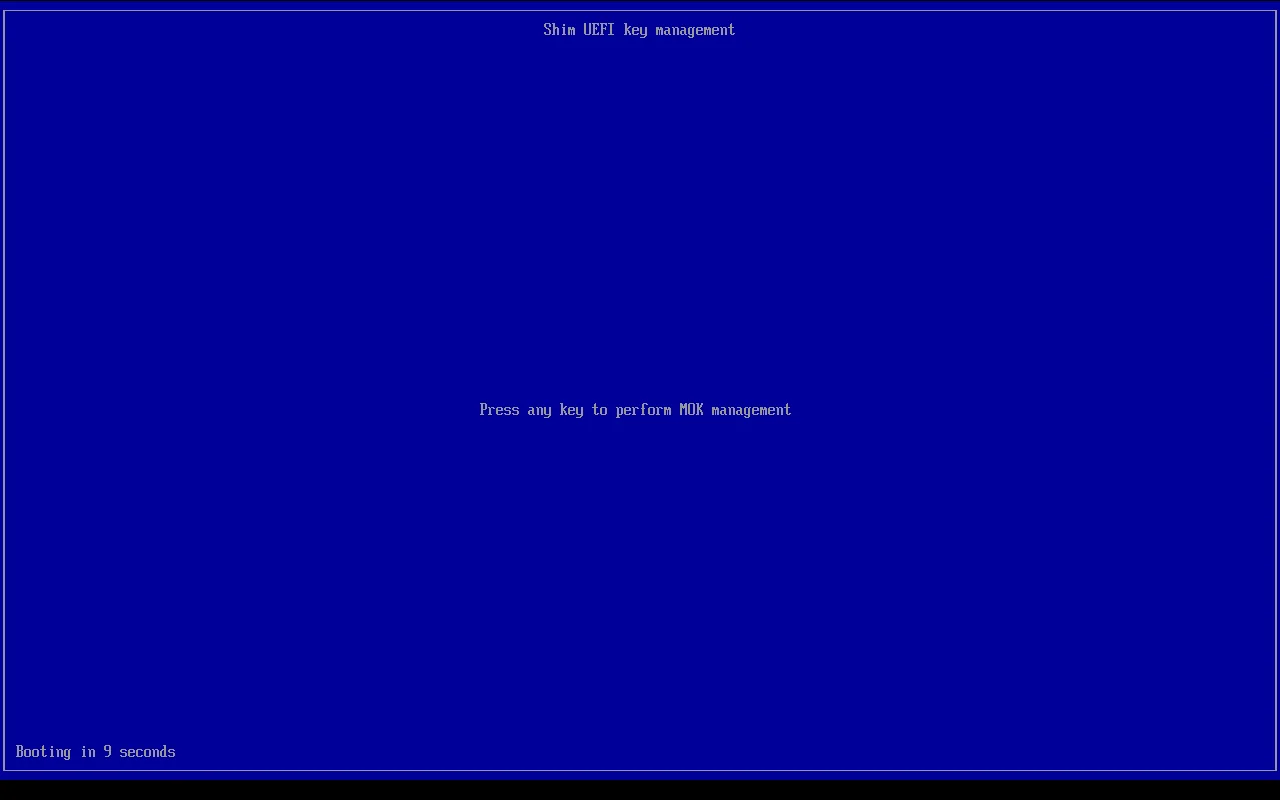 Shim UEFI key management
Press any key to perform MOK management
Booting in 9 seconds